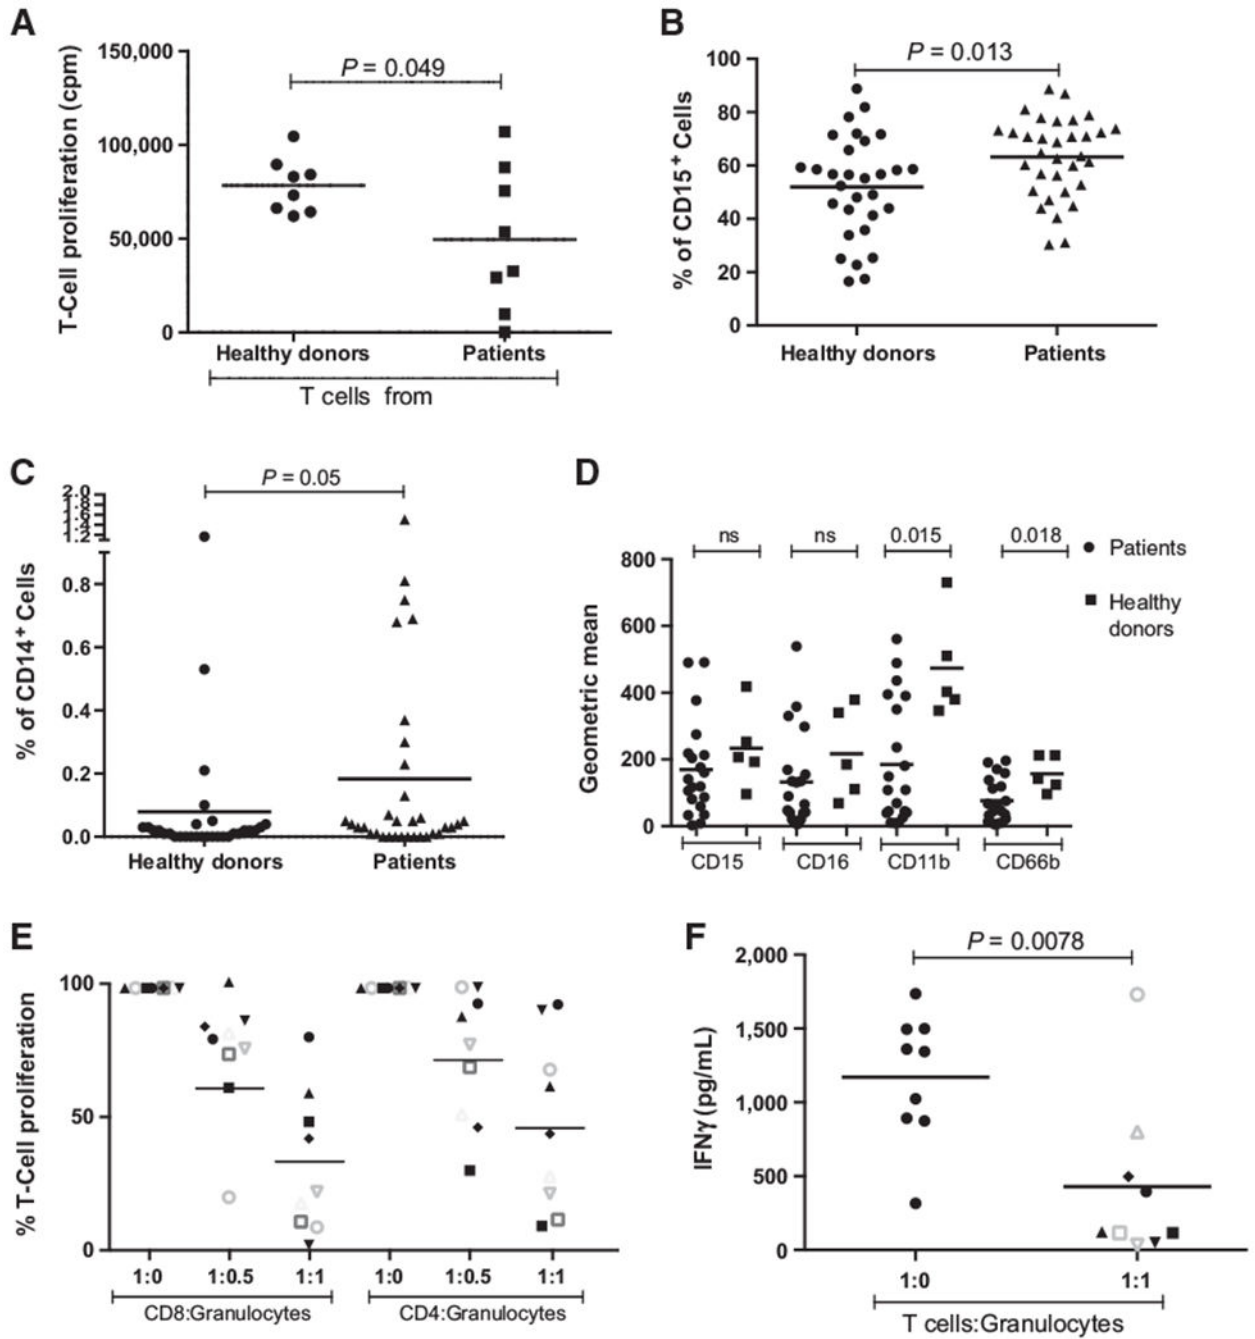 A
P = 0.049
T-Cell proliferation (cpm)
150,000
100,000
50,000
0
Healthy donors
Patients
T cells from
B
P = 0.013
% of CD15+ Cells
100
80
60
40
20
0
Healthy donors
Patients
C
P = 0.05
% of CD14+ Cells
2.0
1.8
1.6
1.4
1.2
0.8
0.6
0.4
0.2
0.0
Healthy donors
Patients
D
ns
ns
0.015
0.018
Patients
Healthy
donors
Geometric mean
800
600
400
200
0
CD15
CD16
CD11b
CD66b
E
% T-Cell proliferation
100
50
0
1:0
1:0.5
1:1
1:0
1:0.5
1:1
CD8:Granulocytes
CD4:Granulocytes
F
P = 0.0078
IFNγ (pg/mL)
2,000
1,500
1,000
500
0
1:0
1:1
T cells:Granulocytes